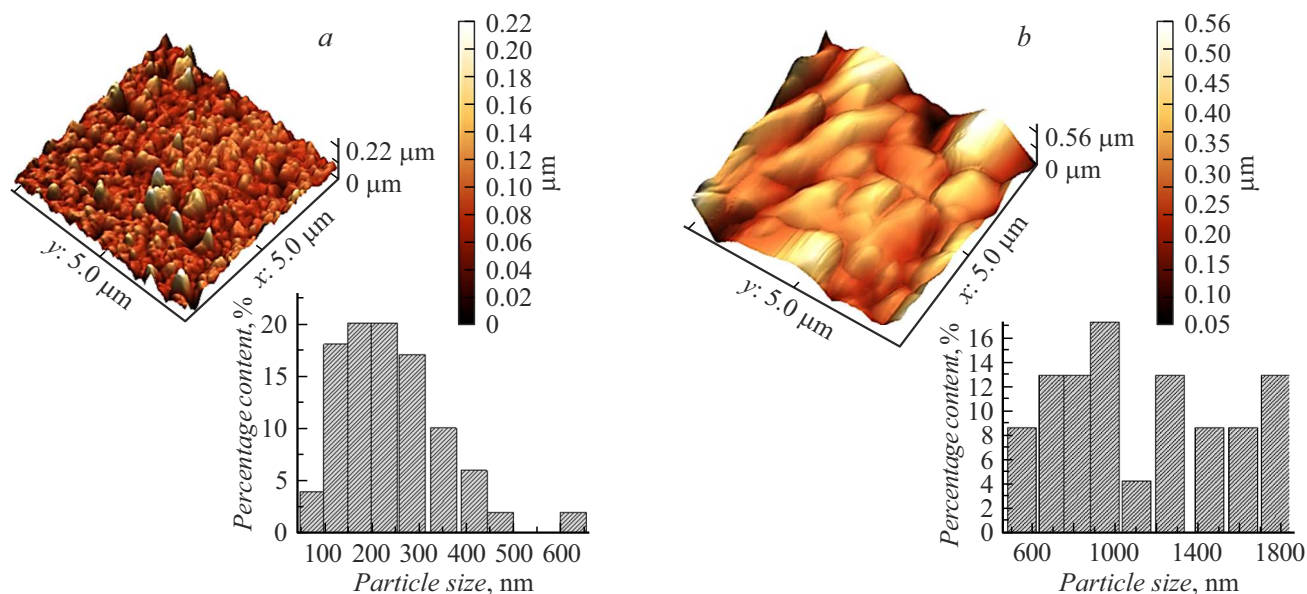 a
0.22
0.20
0.18
0.16
0.14
0.12
0.10
0.08
0.06
0.04
0.02
0
μm
0.22 μm
0 μm
y: 5.0 μm
x: 5.0 μm
Percentage content, %
20
15
10
5
0
100 200 300 400 500 600
Particle size, nm
b
0.56
0.50
0.45
0.40
0.35
0.30
0.25
0.20
0.15
0.10
0.05
μm
0.56 μm
0 μm
y: 5.0 μm
x: 5.0 μm
Percentage content, %
16
14
12
10
8
6
4
2
0
600 1000 1400 1800
Particle size, nm